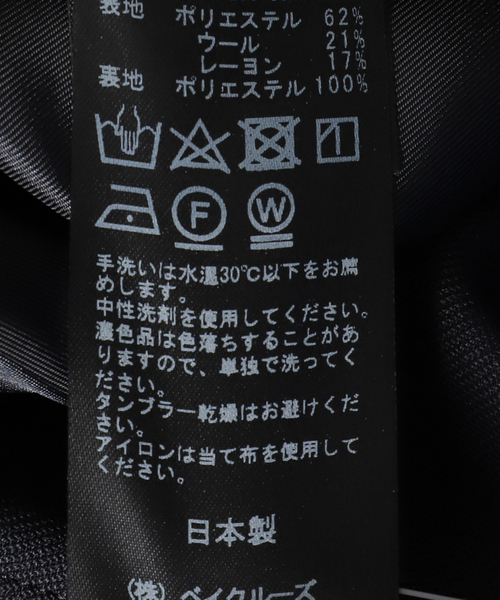 表地 ポリエステル 62%
ウール 21%
レーヨン 17%
裏地 ポリエステル 100%
F W
手洗いは水温30℃以下をお薦
めします。
中性洗剤を使用してください。
濃色品は色落ちすることがあ
りますので、単独で洗ってく
ださい。
タンブラー乾燥はお避けくだ
さい。
アイロンは当て布を使用して
ください。
日本製
(株) ベイクルーズ